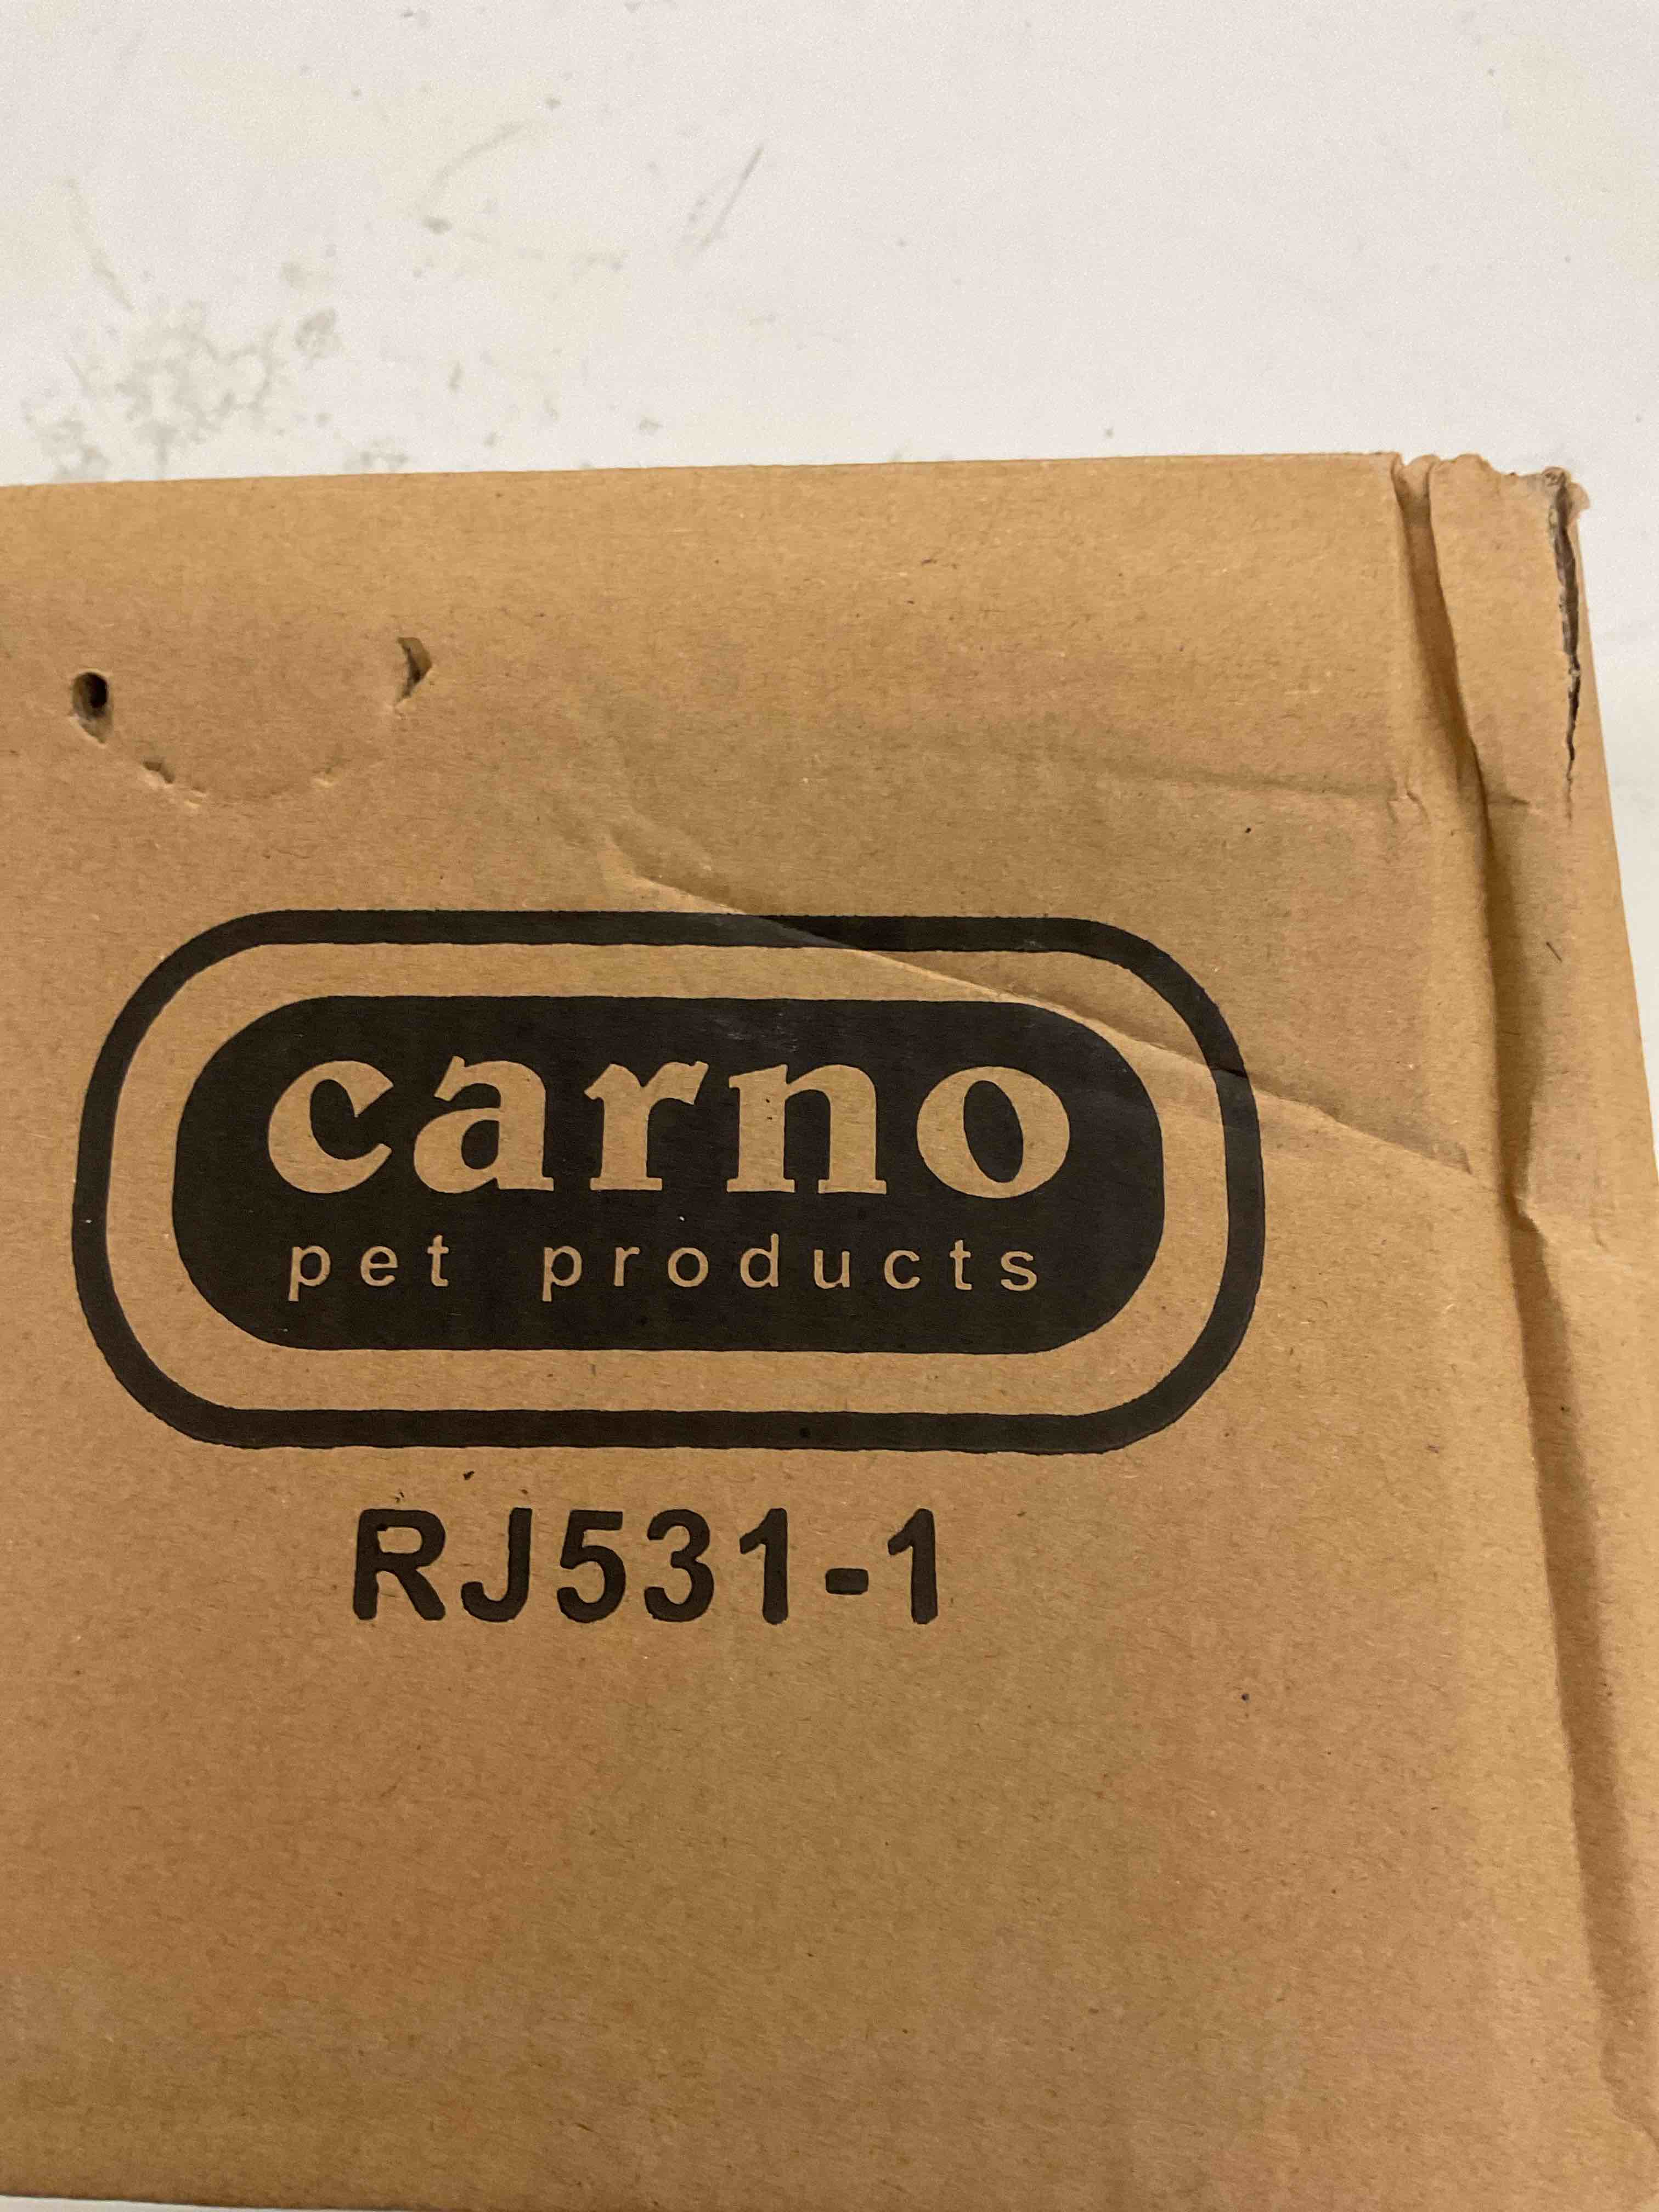 carno
pet products
RJ531-1